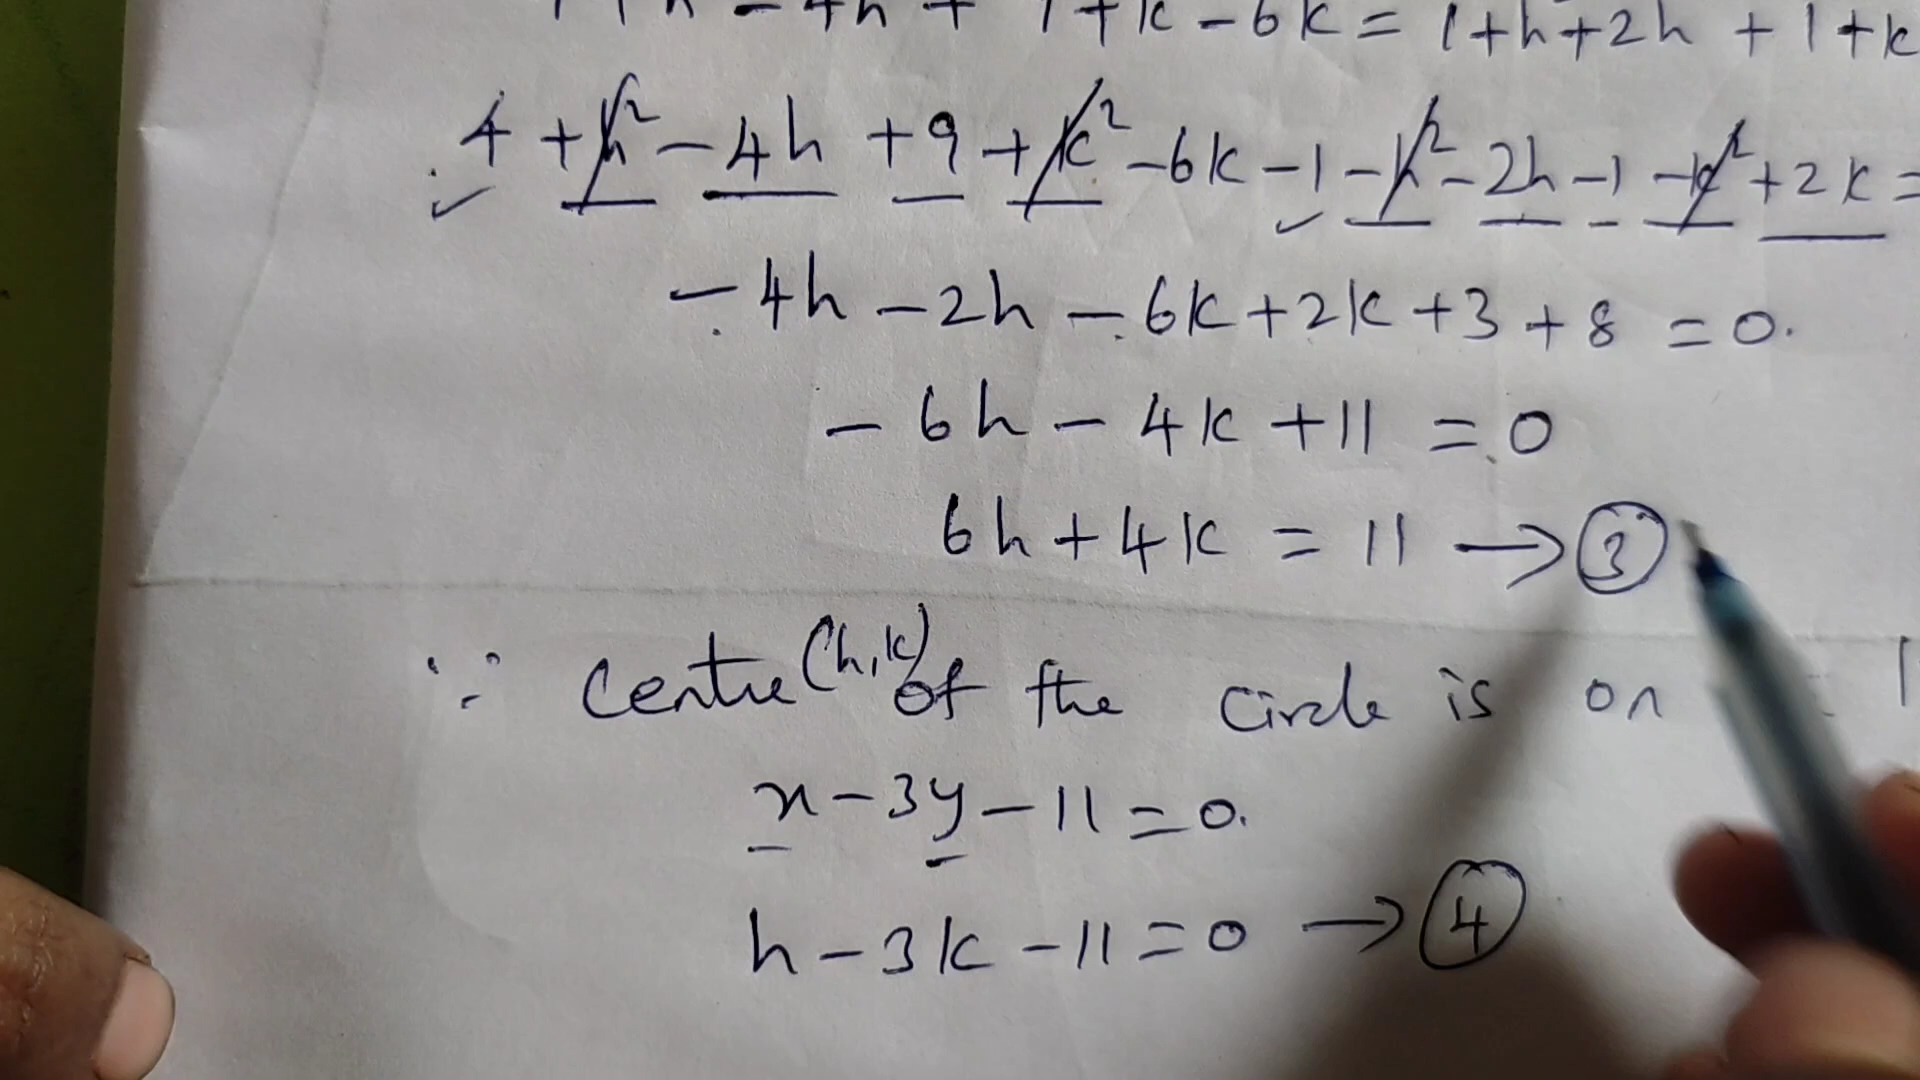 4 + h² - 4h + 9 + k² - 6k - 1 - h² - 2h - 1 - k² + 2k =
- 4h - 2h - 6k + 2k + 3 + 8 = 0.
- 6h - 4k + 11 = 0
6h + 4k = 11 → ③
∵ Centre (h,k) of the circle is on
x - 3y - 11 = 0.
h - 3k - 11 = 0 → ④